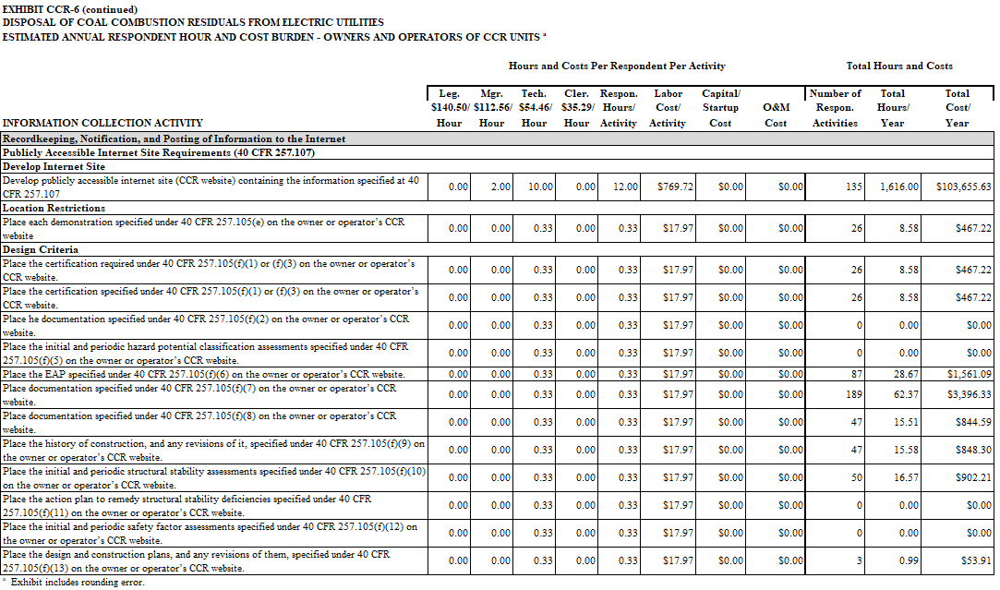 EXHIBIT CCR-6 (continued)
DISPOSAL OF COAL COMBUSTION RESIDUALS FROM ELECTRIC UTILITIES
ESTIMATED ANNUAL RESPONDENT HOUR AND COST BURDEN - OWNERS AND OPERATORS OF CCR UNITS ª
Hours and Costs Per Respondent Per Activity Total Hours and Costs
Leg. Mgr. Tech. Cler. Respon. Labor Capital/ Number of Total Total
$140.50/ $112.56/ $54.46/ $35.29/ Hours/ Cost/ Startup O&M Respon. Hours/ Cost/
INFORMATION COLLECTION ACTIVITY Hour Hour Hour Hour Activity Activity Cost Cost Activities Year Year
Recordkeeping, Notification, and Posting of Information to the Internet
Publicly Accessible Internet Site Requirements (40 CFR 257.107)
Develop Internet Site
Develop publicly accessible internet site (CCR website) containing the information specified at 40
CFR 257.107 0.00 2.00 10.00 0.00 12.00 $769.72 $0.00 $0.00 135 1,616.00 $103,655.63
Location Restrictions
Place each demonstration specified under 40 CFR 257.105(e) on the owner or operator's CCR
website 0.00 0.00 0.33 0.00 0.33 $17.97 $0.00 $0.00 26 8.58 $467.22
Design Criteria
Place the certification required under 40 CFR 257.105(f)(1) or (f)(3) on the owner or operator's
CCR website. 0.00 0.00 0.33 0.00 0.33 $17.97 $0.00 $0.00 26 8.58 $467.22
Place the certification specified under 40 CFR 257.105(f)(1) or (f)(3) on the owner or operator's
CCR website. 0.00 0.00 0.33 0.00 0.33 $17.97 $0.00 $0.00 26 8.58 $467.22
Place he documentation specified under 40 CFR 257.105(f)(2) on the owner or operator's CCR
website. 0.00 0.00 0.33 0.00 0.33 $17.97 $0.00 $0.00 0 0.00 $0.00
Place the initial and periodic hazard potential classification assessments specified under 40 CFR
257.105(f)(5) on the owner or operator's CCR website. 0.00 0.00 0.33 0.00 0.33 $17.97 $0.00 $0.00 0 0.00 $0.00
Place the EAP specified under 40 CFR 257.105(f)(6) on the owner or operator's CCR website. 0.00 0.00 0.33 0.00 0.33 $17.97 $0.00 $0.00 87 28.67 $1,561.09
Place documentation specified under 40 CFR 257.105(f)(7) on the owner or operator's CCR
website. 0.00 0.00 0.33 0.00 0.33 $17.97 $0.00 $0.00 189 62.37 $3,396.33
Place documentation specified under 40 CFR 257.105(f)(8) on the owner or operator's CCR
website. 0.00 0.00 0.33 0.00 0.33 $17.97 $0.00 $0.00 47 15.51 $844.59
Place the history of construction, and any revisions of it, specified under 40 CFR 257.105(f)(9) on
the owner or operator's CCR website. 0.00 0.00 0.33 0.00 0.33 $17.97 $0.00 $0.00 47 15.58 $848.30
Place the initial and periodic structural stability assessments specified under 40 CFR 257.105(f)(10)
on the owner or operator's CCR website. 0.00 0.00 0.33 0.00 0.33 $17.97 $0.00 $0.00 50 16.57 $902.21
Place the action plan to remedy structural stability deficiencies specified under 40 CFR
257.105(f)(11) on the owner or operator's CCR website. 0.00 0.00 0.33 0.00 0.33 $17.97 $0.00 $0.00 0 0.00 $0.00
Place the initial and periodic safety factor assessments specified under 40 CFR 257.105(f)(12) on
the owner or operator's CCR website. 0.00 0.00 0.33 0.00 0.33 $17.97 $0.00 $0.00 0 0.00 $0.00
Place the design and construction plans, and any revisions of them, specified under 40 CFR
257.105(f)(13) on the owner or operator's CCR website. 0.00 0.00 0.33 0.00 0.33 $17.97 $0.00 $0.00 3 0.99 $53.91
ª Exhibit includes rounding error.